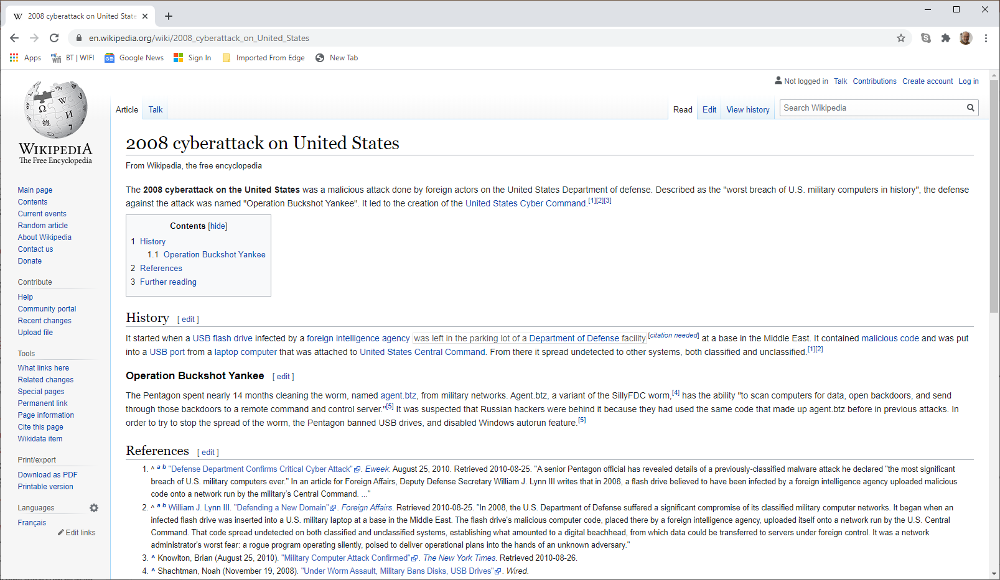 2008 cyberattack on United State
en.wikipedia.org/wiki/2008_cyberattack_on_United_States
Apps
BT | WIFI
Google News
Sign In
Imported From Edge
New Tab
Not logged in Talk Contributions Create account Log in
Article Talk
Read Edit View history
Search Wikipedia
WIKIPEDIA
The Free Encyclopedia
Main page
Contents
Current events
Random article
About Wikipedia
Contact us
Donate
Contribute
Help
Community portal
Recent changes
Upload file
Tools
What links here
Related changes
Special pages
Permanent link
Page information
Cite this page
Wikidata item
Print/export
Download as PDF
Printable version
Languages
Français
Edit links
2008 cyberattack on United States
From Wikipedia, the free encyclopedia
The 2008 cyberattack on the United States was a malicious attack done by foreign actors on the United States Department of defense. Described as the "worst breach of U.S. military computers in history", the defense
against the attack was named "Operation Buckshot Yankee". It led to the creation of the United States Cyber Command.[1][2][3]
Contents [hide]
1 History
1.1 Operation Buckshot Yankee
2 References
3 Further reading
History [ edit ]
It started when a USB flash drive infected by a foreign intelligence agency was left in the parking lot of a Department of Defense facility[citation needed] at a base in the Middle East. It contained malicious code and was put
into a USB port from a laptop computer that was attached to United States Central Command. From there it spread undetected to other systems, both classified and unclassified.[1][2]
Operation Buckshot Yankee [ edit ]
The Pentagon spent nearly 14 months cleaning the worm, named agent.btz, from military networks. Agent.btz, a variant of the SillyFDC worm,[4] has the ability "to scan computers for data, open backdoors, and send
through those backdoors to a remote command and control server."[5] It was suspected that Russian hackers were behind it because they had used the same code that made up agent.btz before in previous attacks. In
order to try to stop the spread of the worm, the Pentagon banned USB drives, and disabled Windows autorun feature.[5]
References [ edit ]
1. ^ a b "Defense Department Confirms Critical Cyber Attack". Eweek. August 25, 2010. Retrieved 2010-08-25. "A senior Pentagon official has revealed details of a previously-classified malware attack he declared "the most significant
breach of U.S. military computers ever." In an article for Foreign Affairs, Deputy Defense Secretary William J. Lynn III writes that in 2008, a flash drive believed to have been infected by a foreign intelligence agency uploaded malicious
code onto a network run by the military's Central Command. ..."
2. ^ a b William J. Lynn III. "Defending a New Domain". Foreign Affairs. Retrieved 2010-08-25. "In 2008, the U.S. Department of Defense suffered a significant compromise of its classified military computer networks. It began when an
infected flash drive was inserted into a U.S. military laptop at a base in the Middle East. The flash drive's malicious computer code, placed there by a foreign intelligence agency, uploaded itself onto a network run by the U.S. Central
Command. That code spread undetected on both classified and unclassified systems, establishing what amounted to a digital beachhead, from which data could be transferred to servers under foreign control. It was a network
administrator's worst fear: a rogue program operating silently, poised to deliver operational plans into the hands of an unknown adversary."
3. ^ Knowlton, Brian (August 25, 2010). "Military Computer Attack Confirmed". The New York Times. Retrieved 2010-08-26.
4. ^ Shachtman, Noah (November 19, 2008). "Under Worm Assault, Military Bans Disks, USB Drives". Wired.